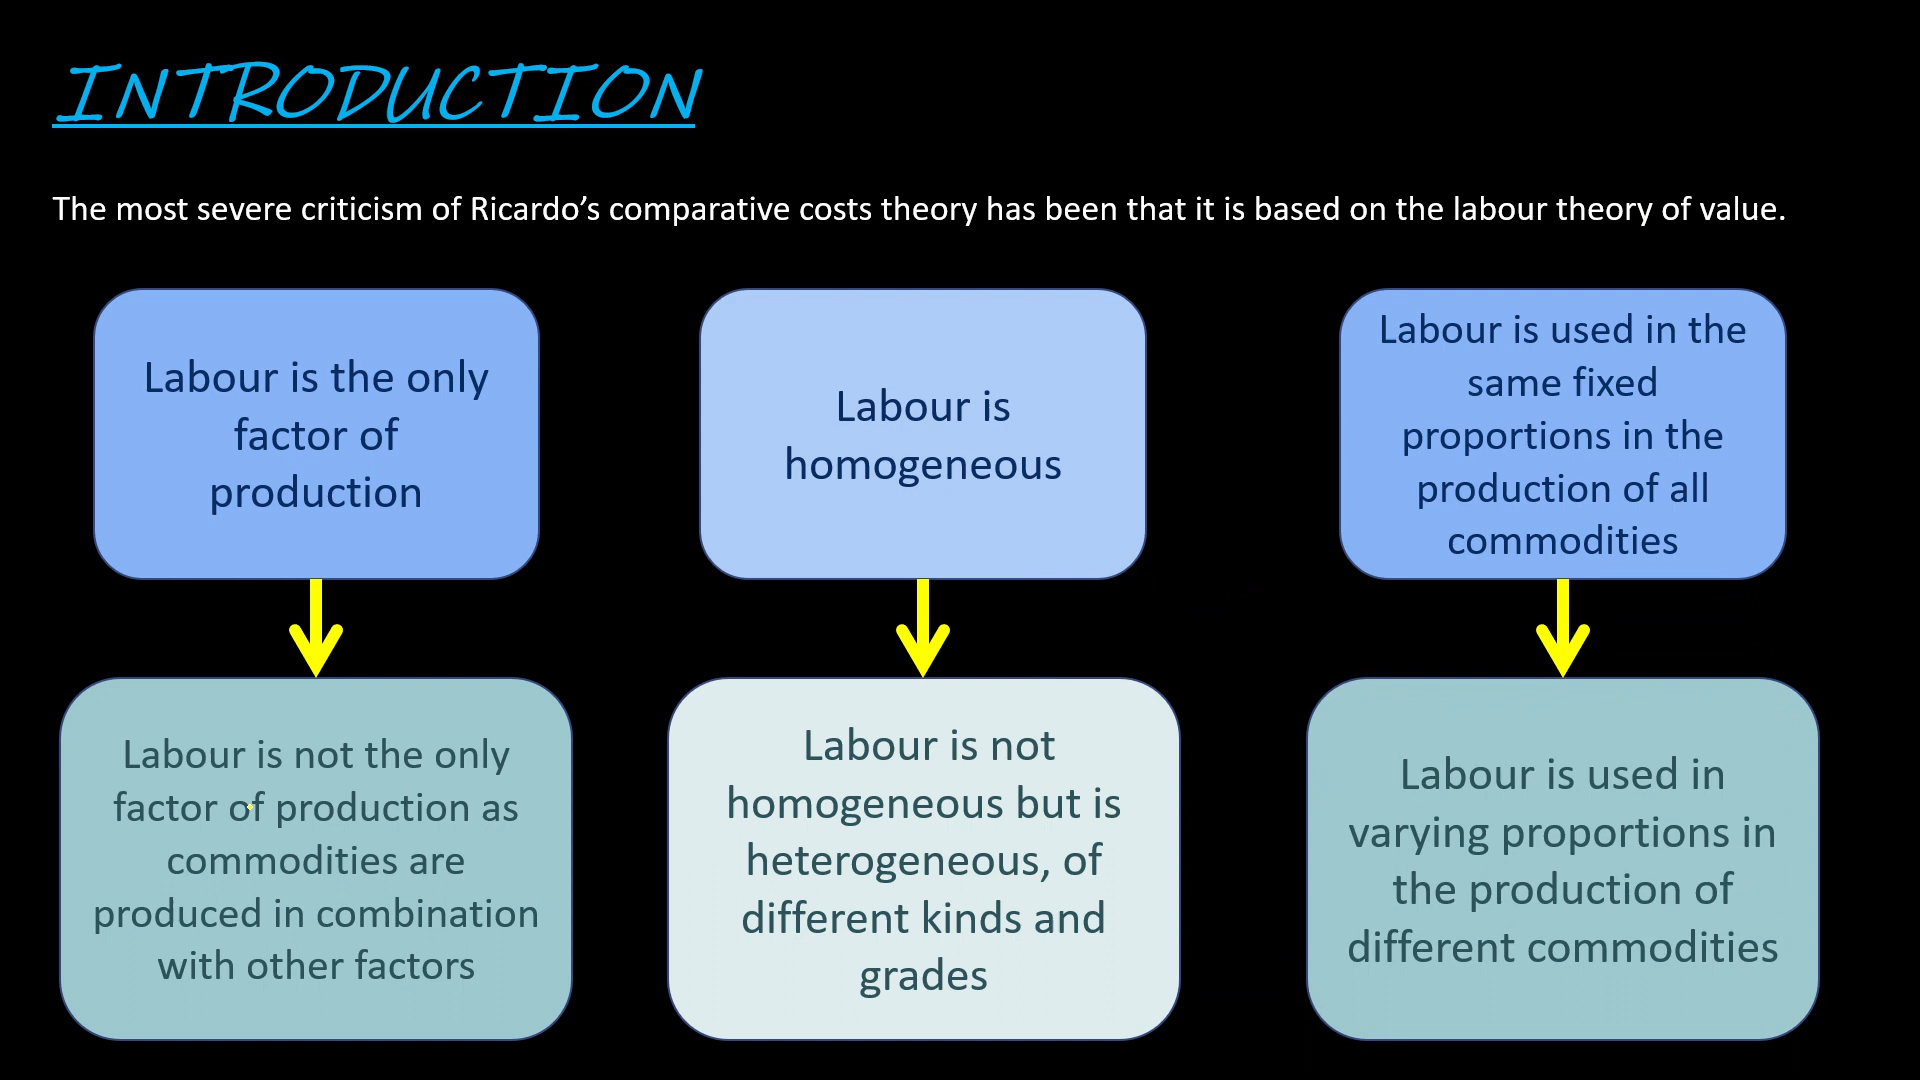 INTRODUCTION
The most severe criticism of Ricardo’s comparative costs theory has been that it is based on the labour theory of value.
Labour is the only
factor of
production
Labour is
homogeneous
Labour is used in the
same fixed
proportions in the
production of all
commodities
Labour is not the only
factor of production as
commodities are
produced in combination
with other factors
Labour is not
homogeneous but is
heterogeneous, of
different kinds and
grades
Labour is used in
varying proportions in
the production of
different commodities